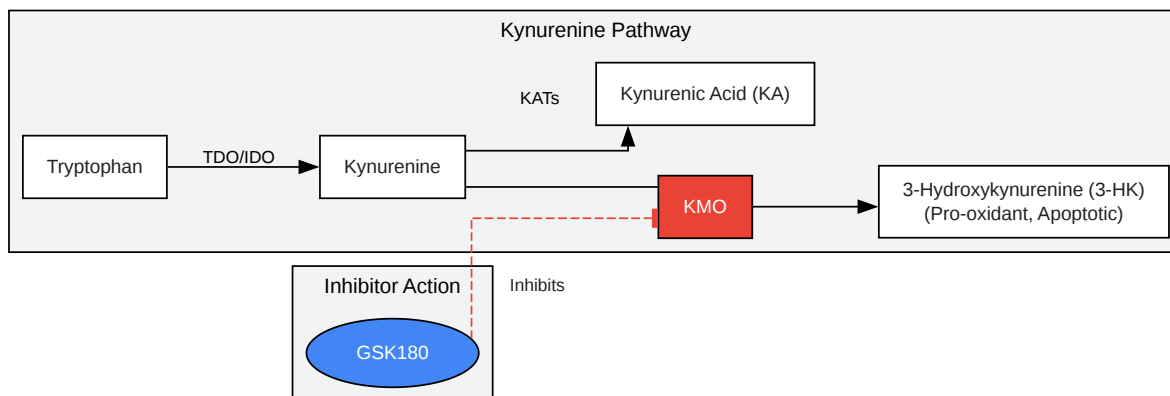 Kynurenine Pathway
KATs
Kynurenic Acid (KA)
Tryptophan
TDO/IDO
Kynurenine
KMO
3-Hydroxykynurenine (3-HK)
(Pro-oxidant, Apoptotic)
Inhibitor Action
Inhibits
GSK180